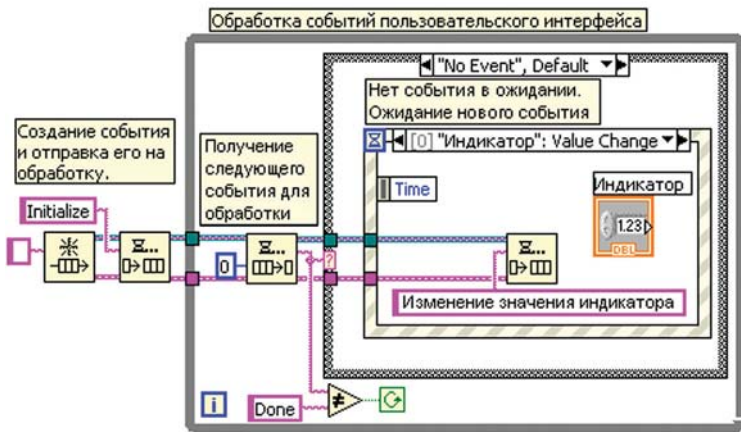 Обработка событий пользовательского интерфейса
"No Event", Default
Нет события в ожидании.
Ожидание нового события
Создание события
и отправка его на
обработку.
Получение
следующего
события для
обработки
[0] "Индикатор": Value Change
Time
Индикатор
1.23
DBL
Initialize
0
?
Изменение значения индикатора
i
Done
≠